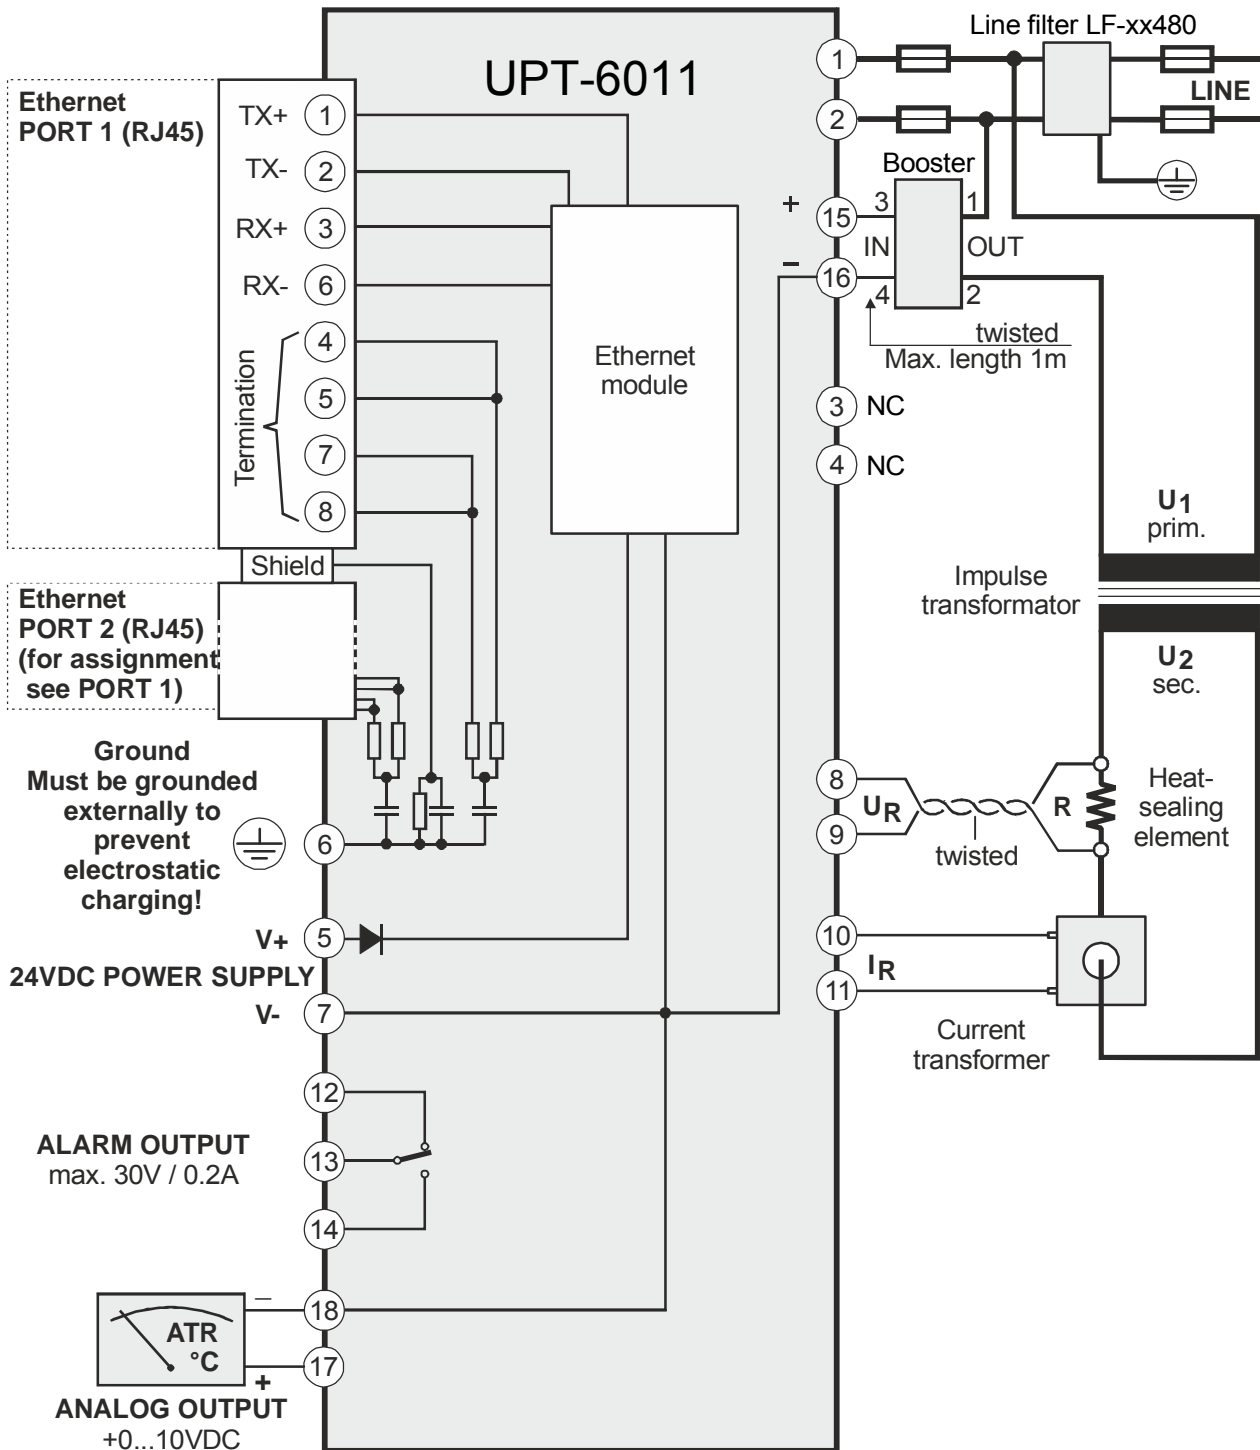 UPT-6011
Line filter LF-xx480
LINE
1
2
Ethernet
PORT 1 (RJ45)
TX+ 1
TX- 2
RX+ 3
RX- 6
4
5
7
8
Termination
Shield
Ethernet
module
Ethernet
PORT 2 (RJ45)
(for assignment
see PORT 1)
Ground
Must be grounded
externally to
prevent
electrostatic
charging!
6
V+ 5
24VDC POWER SUPPLY
V- 7
12
ALARM OUTPUT
max. 30V / 0.2A
13
14
– 18
ATR
°C
+ 17
ANALOG OUTPUT
+0...10VDC
Booster
+ 15 3 1
IN OUT
– 16 4 2
twisted
Max. length 1m
3 NC
4 NC
U1
prim.
Impulse
transformator
U2
sec.
8
UR
9
twisted
R
Heat-
sealing
element
10
IR
11
Current
transformer